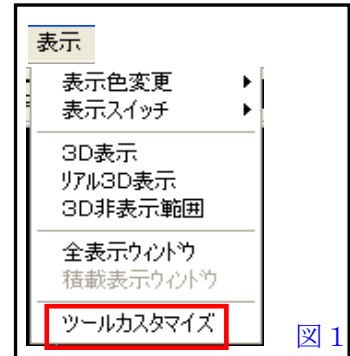 表示
表示色変更
表示スイッチ
3D表示
ﾘｱﾙ3D表示
3D非表示範囲
全表示ｳｨﾝﾄﾞｳ
積載表示ｳｨﾝﾄﾞｳ
ツールカスタマイズ
図1